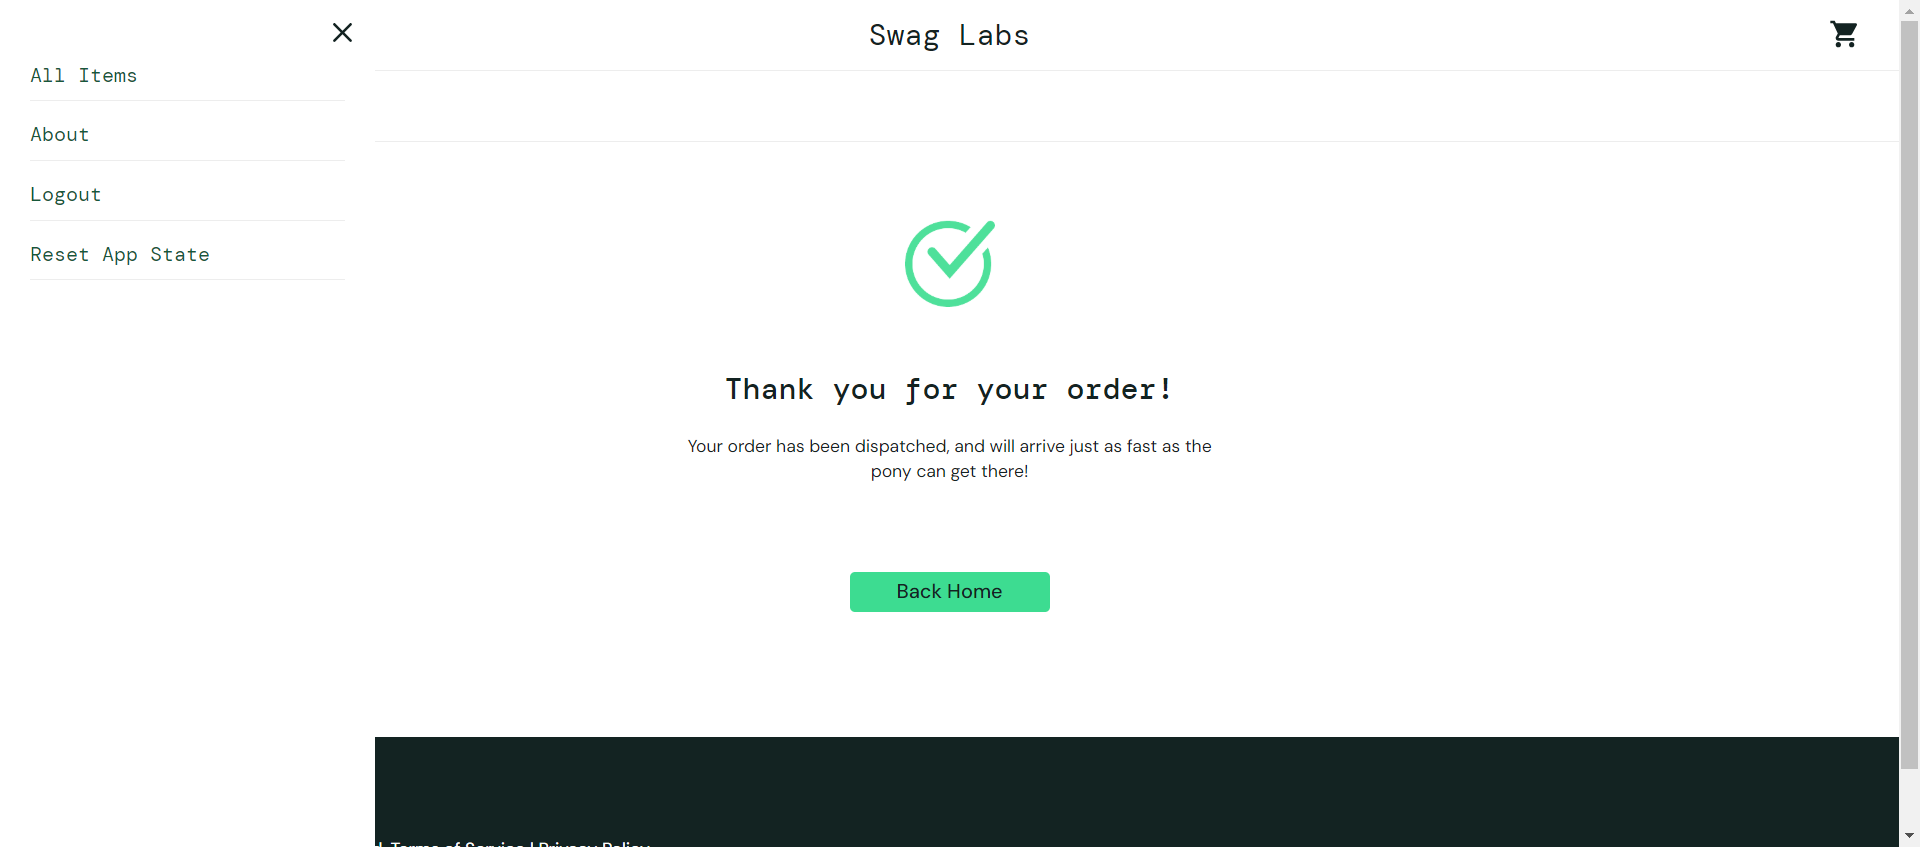 All Items
About
Logout
Reset App State
Swag Labs
Thank you for your order!
Your order has been dispatched, and will arrive just as fast as the
pony can get there!
Back Home
Terms of Service | Privacy Policy